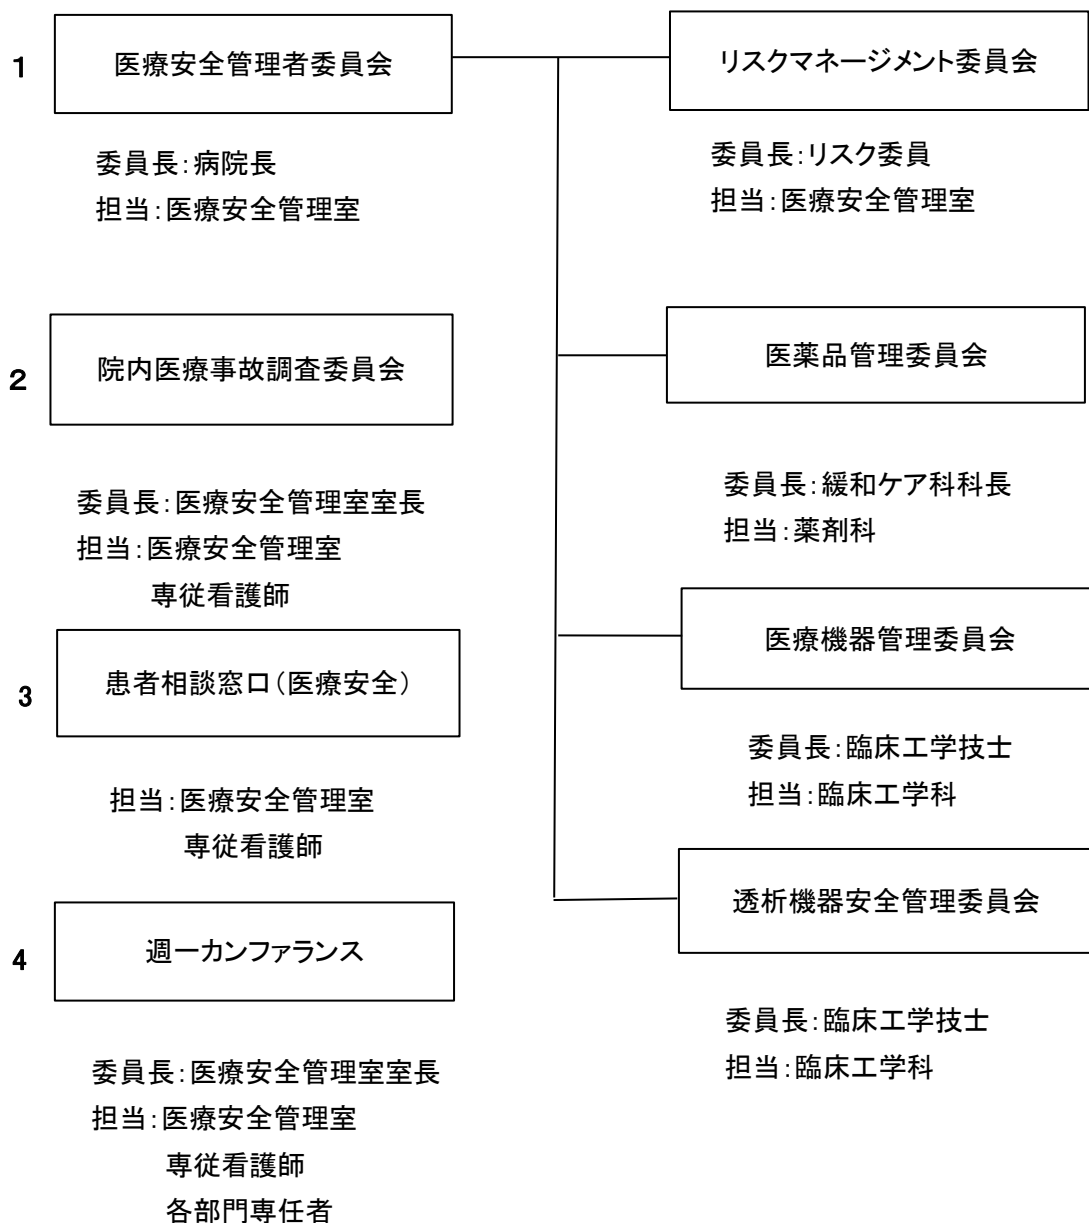 1
医療安全管理者委員会
委員長：病院長
担当：医療安全管理室
2
院内医療事故調査委員会
委員長：医療安全管理室室長
担当：医療安全管理室
専従看護師
3
患者相談窓口（医療安全）
担当：医療安全管理室
専従看護師
4
週一カンファランス
委員長：医療安全管理室室長
担当：医療安全管理室
専従看護師
各部門専任者
リスクマネージメント委員会
委員長：リスク委員
担当：医療安全管理室
医薬品管理委員会
委員長：緩和ケア科科長
担当：薬剤科
医療機器管理委員会
委員長：臨床工学技士
担当：臨床工学科
透析機器安全管理委員会
委員長：臨床工学技士
担当：臨床工学科